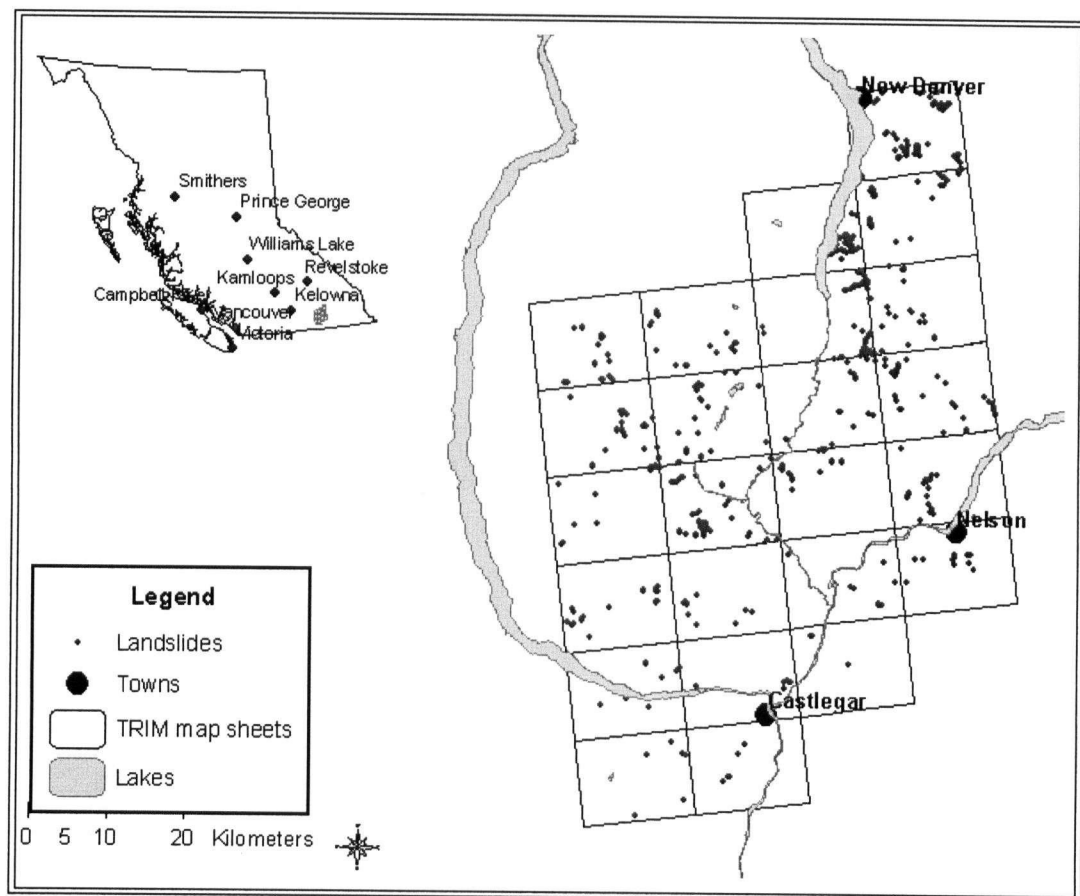 New Denver
Smithers
Prince George
Williams Lake
Revelstoke
Kamloops
Kelowna
Victoria
Nelson
Castlegar
Legend
Landslides
Towns
TRIM map sheets
Lakes
0 5 10 20 Kilometers